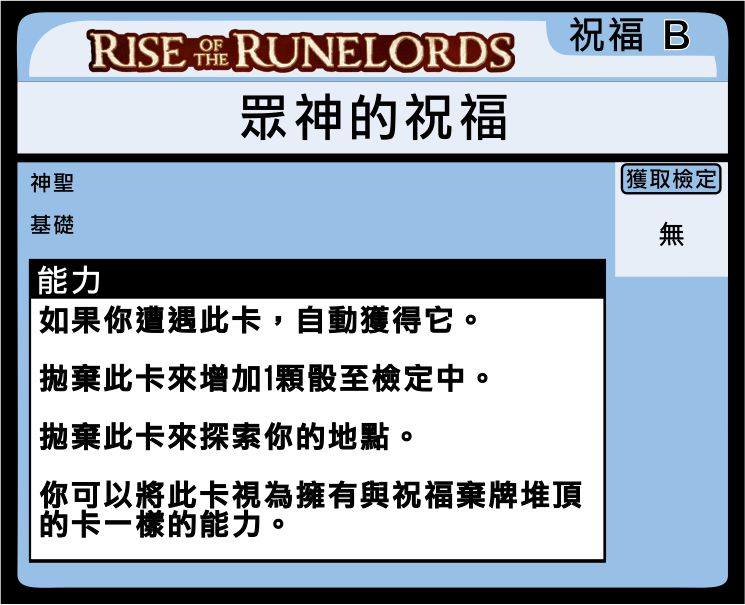 RISE OF THE RUNELORDS
祝福 B
眾神的祝福
神聖
獲取檢定
基礎
無
能力
如果你遭遇此卡，自動獲得它。
拋棄此卡來增加1顆骰至檢定中。
拋棄此卡來探索你的地點。
你可以將此卡視為擁有與祝福棄牌堆頂
的卡一樣的能力。